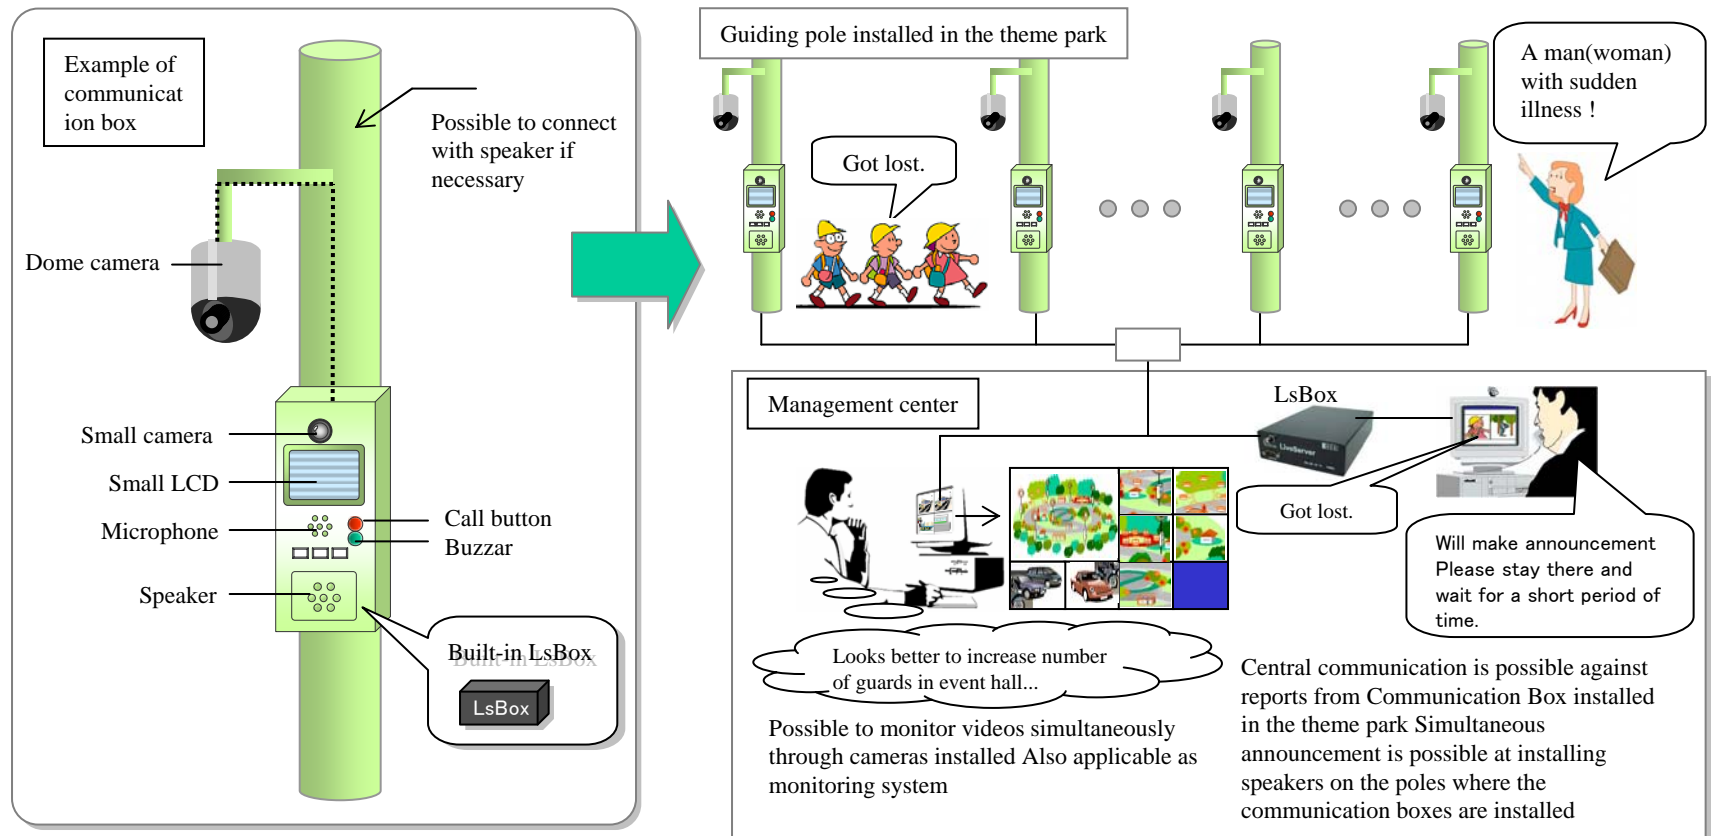 Example of
communicat
ion box
Possible to connect
with speaker if
necessary
Dome camera
Small camera
Small LCD
Microphone
Speaker
Call button
Buzzar
Built-in LsBox
LsBox
Guiding pole installed in the theme park
Got lost.
A man(woman)
with sudden
illness !
Management center
LsBox
LiveServer
Got lost.
Will make announcement
Please stay there and
wait for a short period of
time.
Looks better to increase number
of guards in event hall...
Possible to monitor videos simultaneously
through cameras installed Also applicable as
monitoring system
Central communication is possible against
reports from Communication Box installed
in the theme park Simultaneous
announcement is possible at installing
speakers on the poles where the
communication boxes are installed